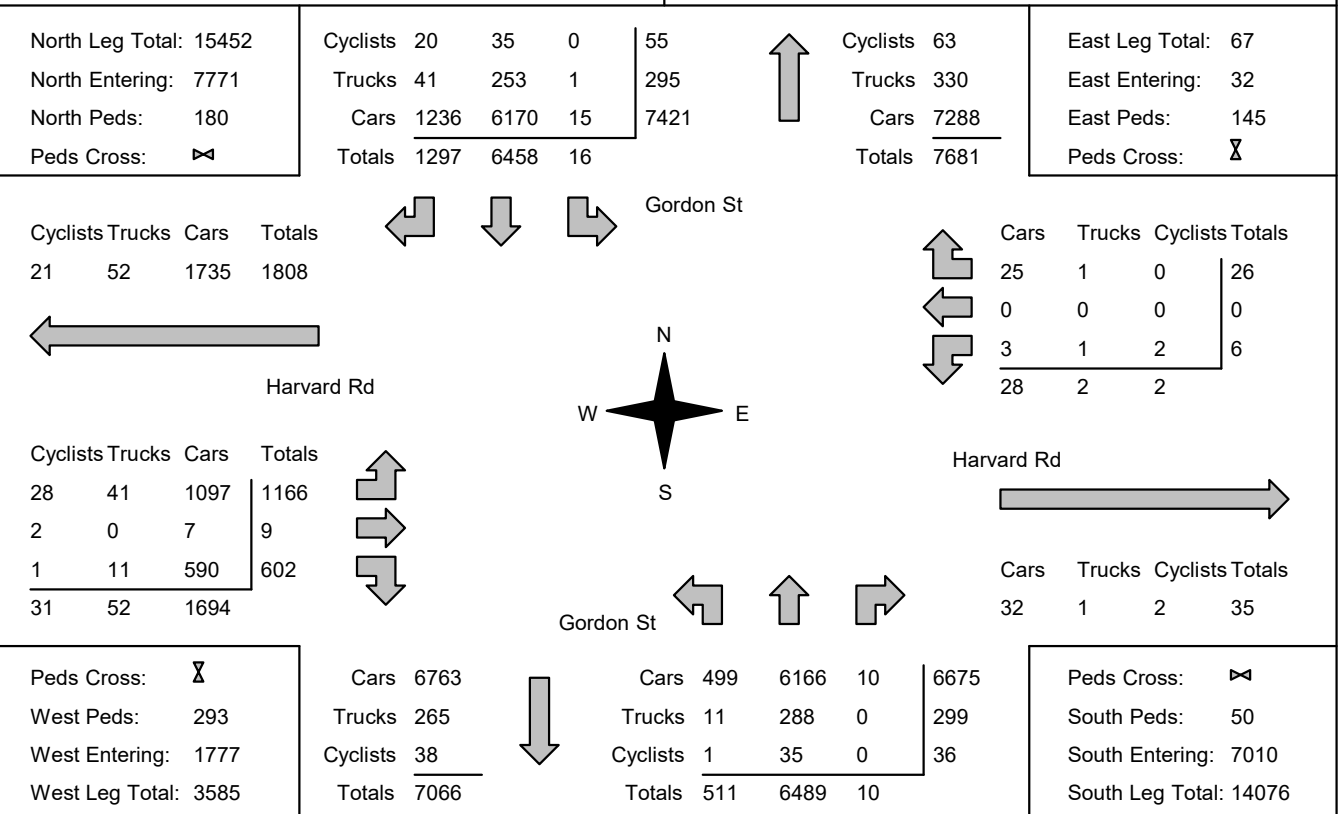 North Leg Total: 15452
North Entering: 7771
North Peds: 180
Peds Cross:
Cyclists 20 35 0 55
Trucks 41 253 1 295
Cars 1236 6170 15 7421
Totals 1297 6458 16
Cyclists 63
Trucks 330
Cars 7288
Totals 7681
East Leg Total: 67
East Entering: 32
East Peds: 145
Peds Cross:
Gordon St
Cyclists Trucks Cars Totals
21 52 1735 1808
Cars Trucks Cyclists Totals
25 1 0 26
0 0 0 0
3 1 2 6
28 2 2
Harvard Rd
N
W E
S
Cyclists Trucks Cars Totals
28 41 1097 1166
2 0 7 9
1 11 590 602
31 52 1694
Harvard Rd
Cars Trucks Cyclists Totals
32 1 2 35
Gordon St
Peds Cross:
West Peds: 293
West Entering: 1777
West Leg Total: 3585
Cars 6763
Trucks 265
Cyclists 38
Totals 7066
Cars 499 6166 10 6675
Trucks 11 288 0 299
Cyclists 1 35 0 36
Totals 511 6489 10
Peds Cross:
South Peds: 50
South Entering: 7010
South Leg Total: 14076